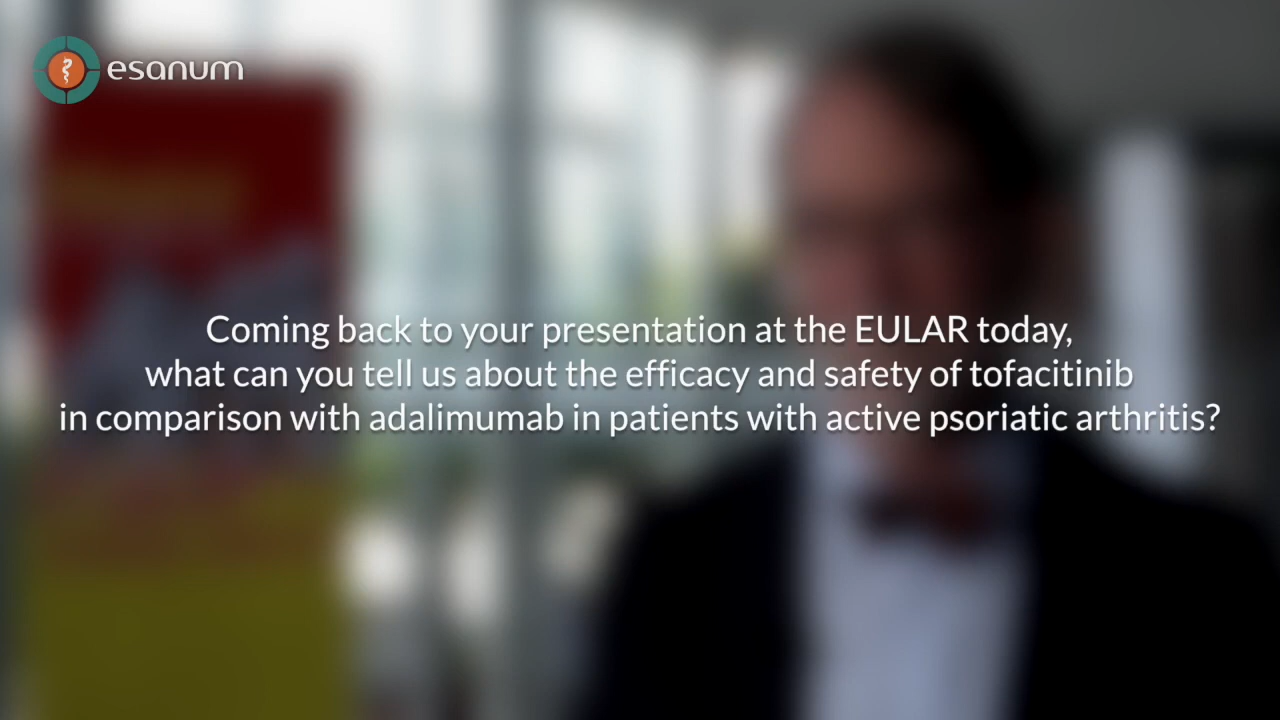 esanum
Coming back to your presentation at the EULAR today,
what can you tell us about the efficacy and safety of tofacitinib
in comparison with adalimumab in patients with active psoriatic arthritis?